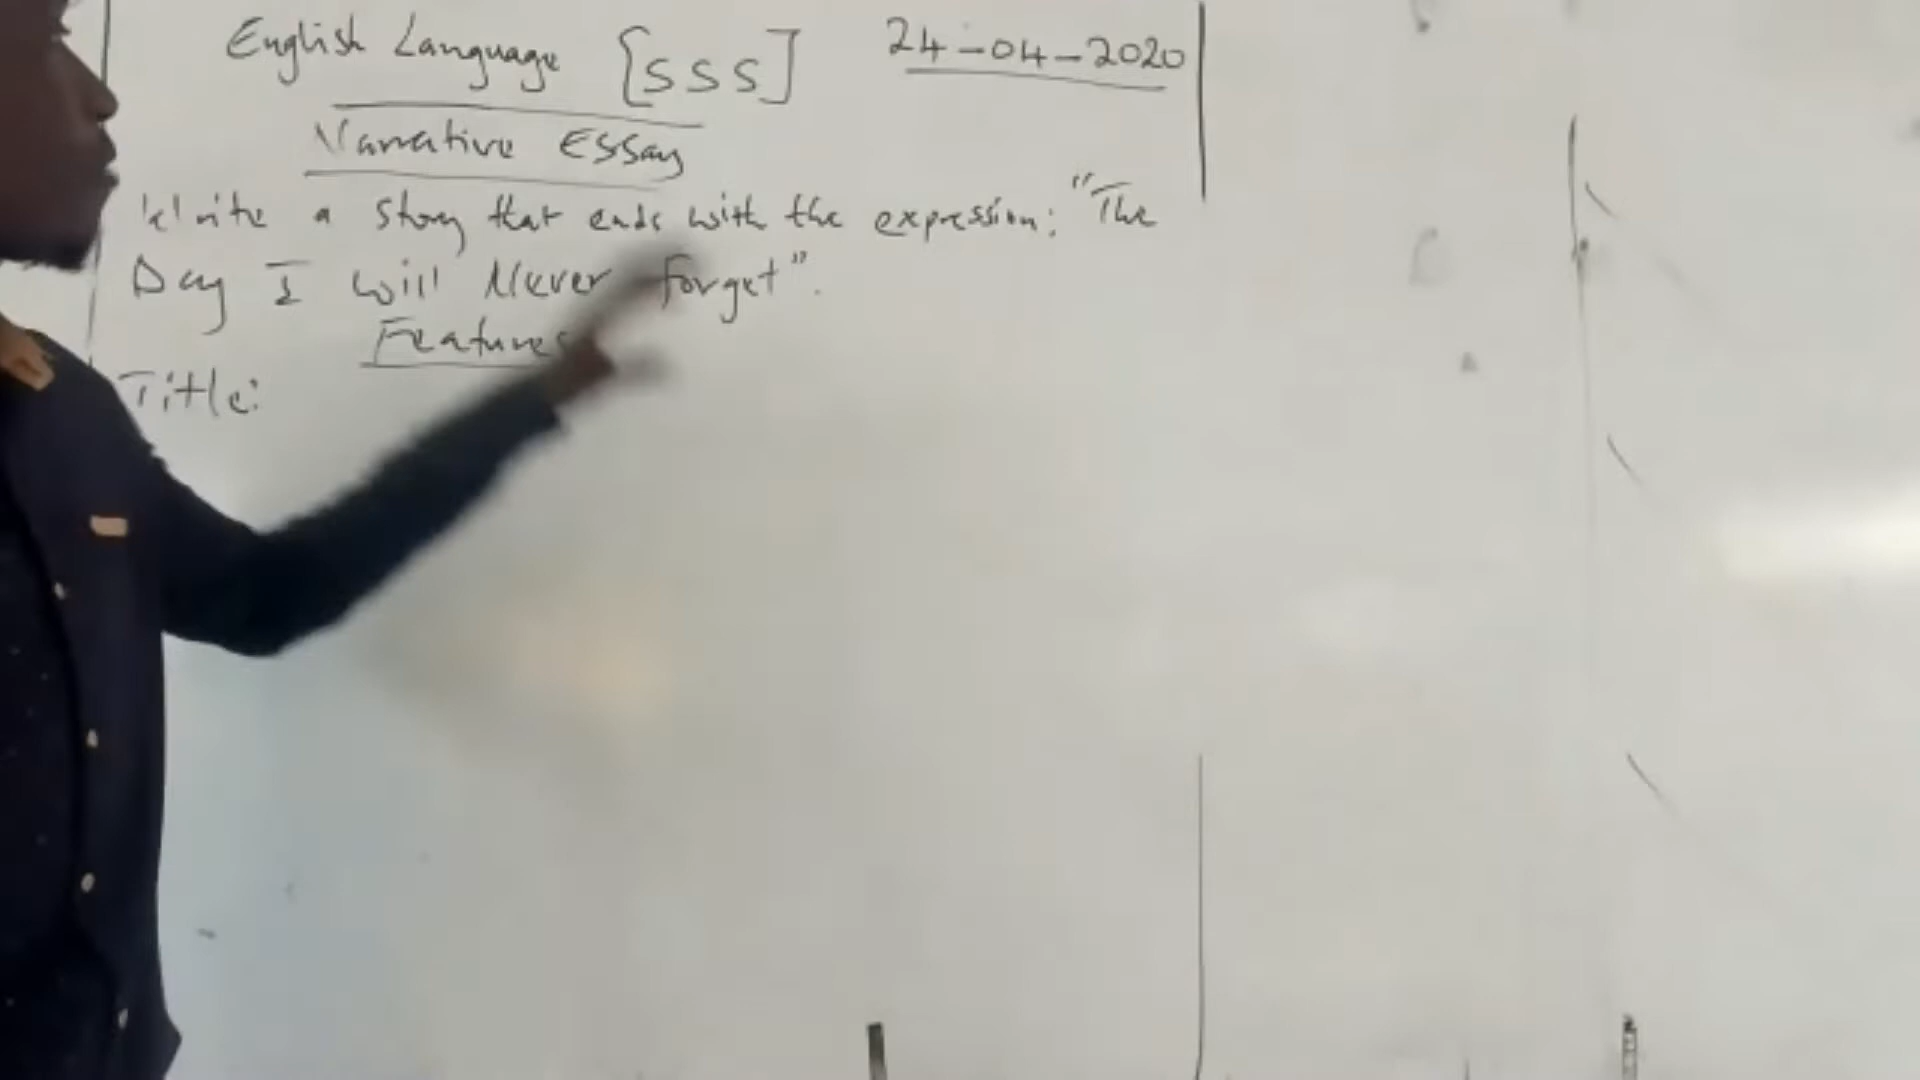 English Language [SSS] 24-04-2020
Narrative Essay
Write a story that ends with the expression: "The
Day I will Never forget".
Features
Title: